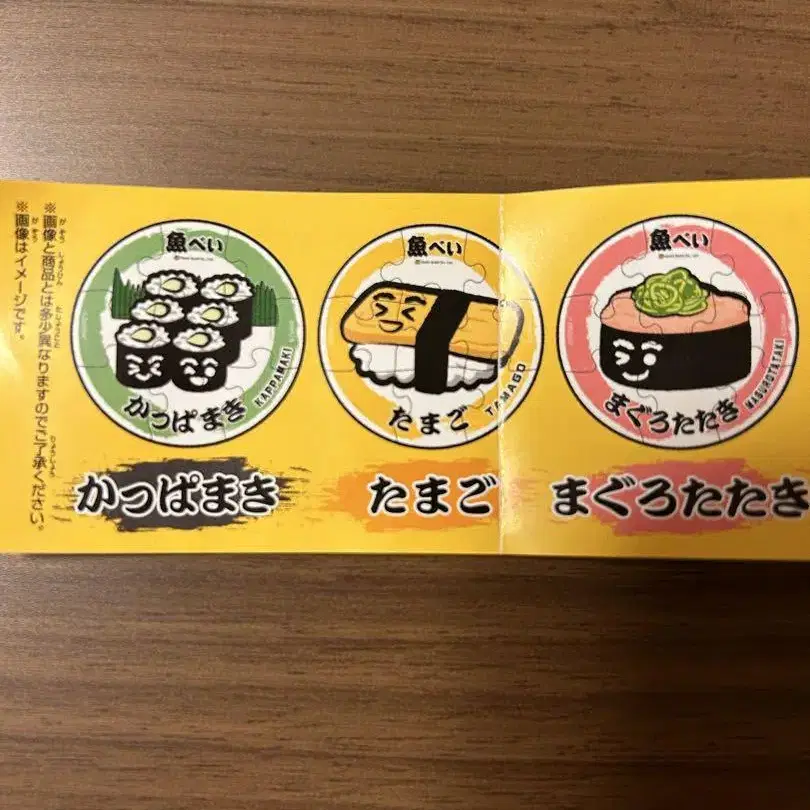 ※画像と商品とは多少異なりますのでご了承ください。
※画像はイメージです。
魚べい
かっぱまき
KAPPAMAKI
かっぱまき
魚べい
たまご
TAMAGO
たまご
魚べい
まぐろたたき
MAGUROTATAKI
まぐろたたき